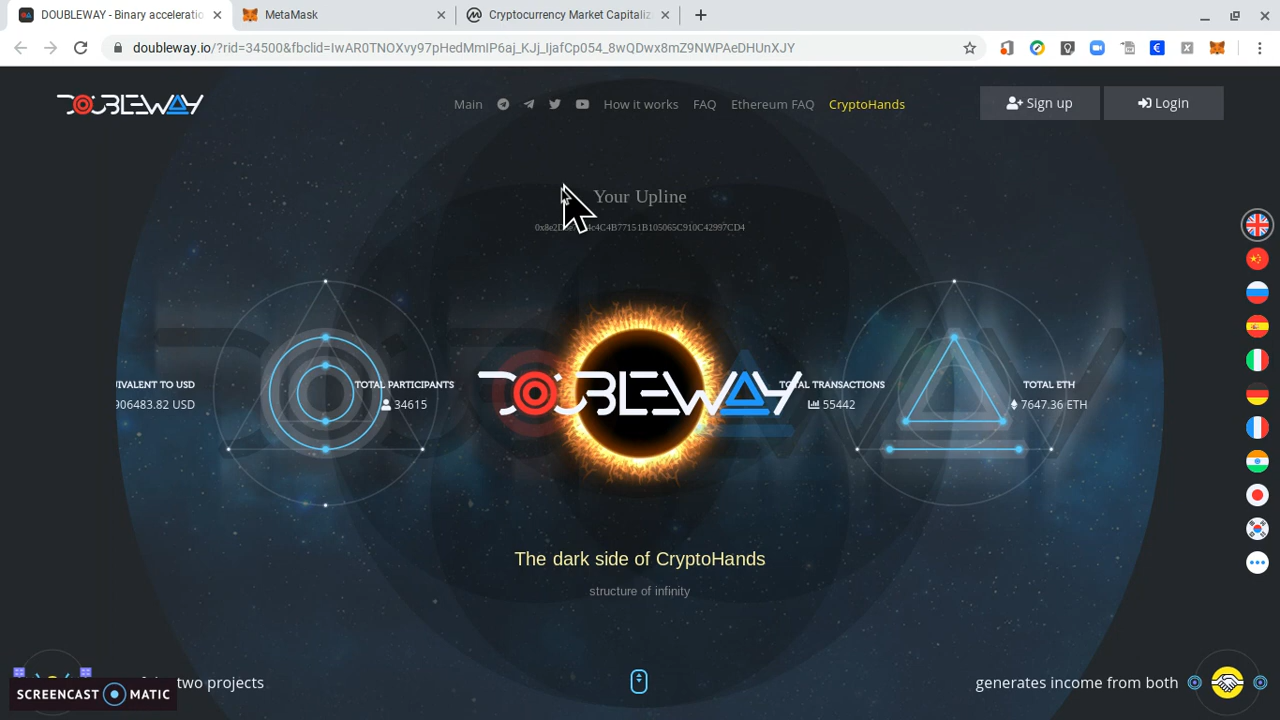 DOUBLEWAY - Binary acceleratio
MetaMask
Cryptocurrency Market Capitaliz
doubleway.io/?rid=34500&fbclid=IwAR0TNOXvy97pHedMmIP6aj_KJj_IjafCp054_8wQDwx8mZ9NWPAeDHUnXJY
DOUBLEWAY
Main
How it works
FAQ
Ethereum FAQ
CryptoHands
Sign up
Login
Your Upline
UIVALENT TO USD
906483.82 USD
TOTAL PARTICIPANTS
34615
DOUBLEWAY
TOTAL TRANSACTIONS
55442
TOTAL ETH
7647.36 ETH
The dark side of CryptoHands
structure of infinity
two projects
generates income from both
SCREENCAST MATIC